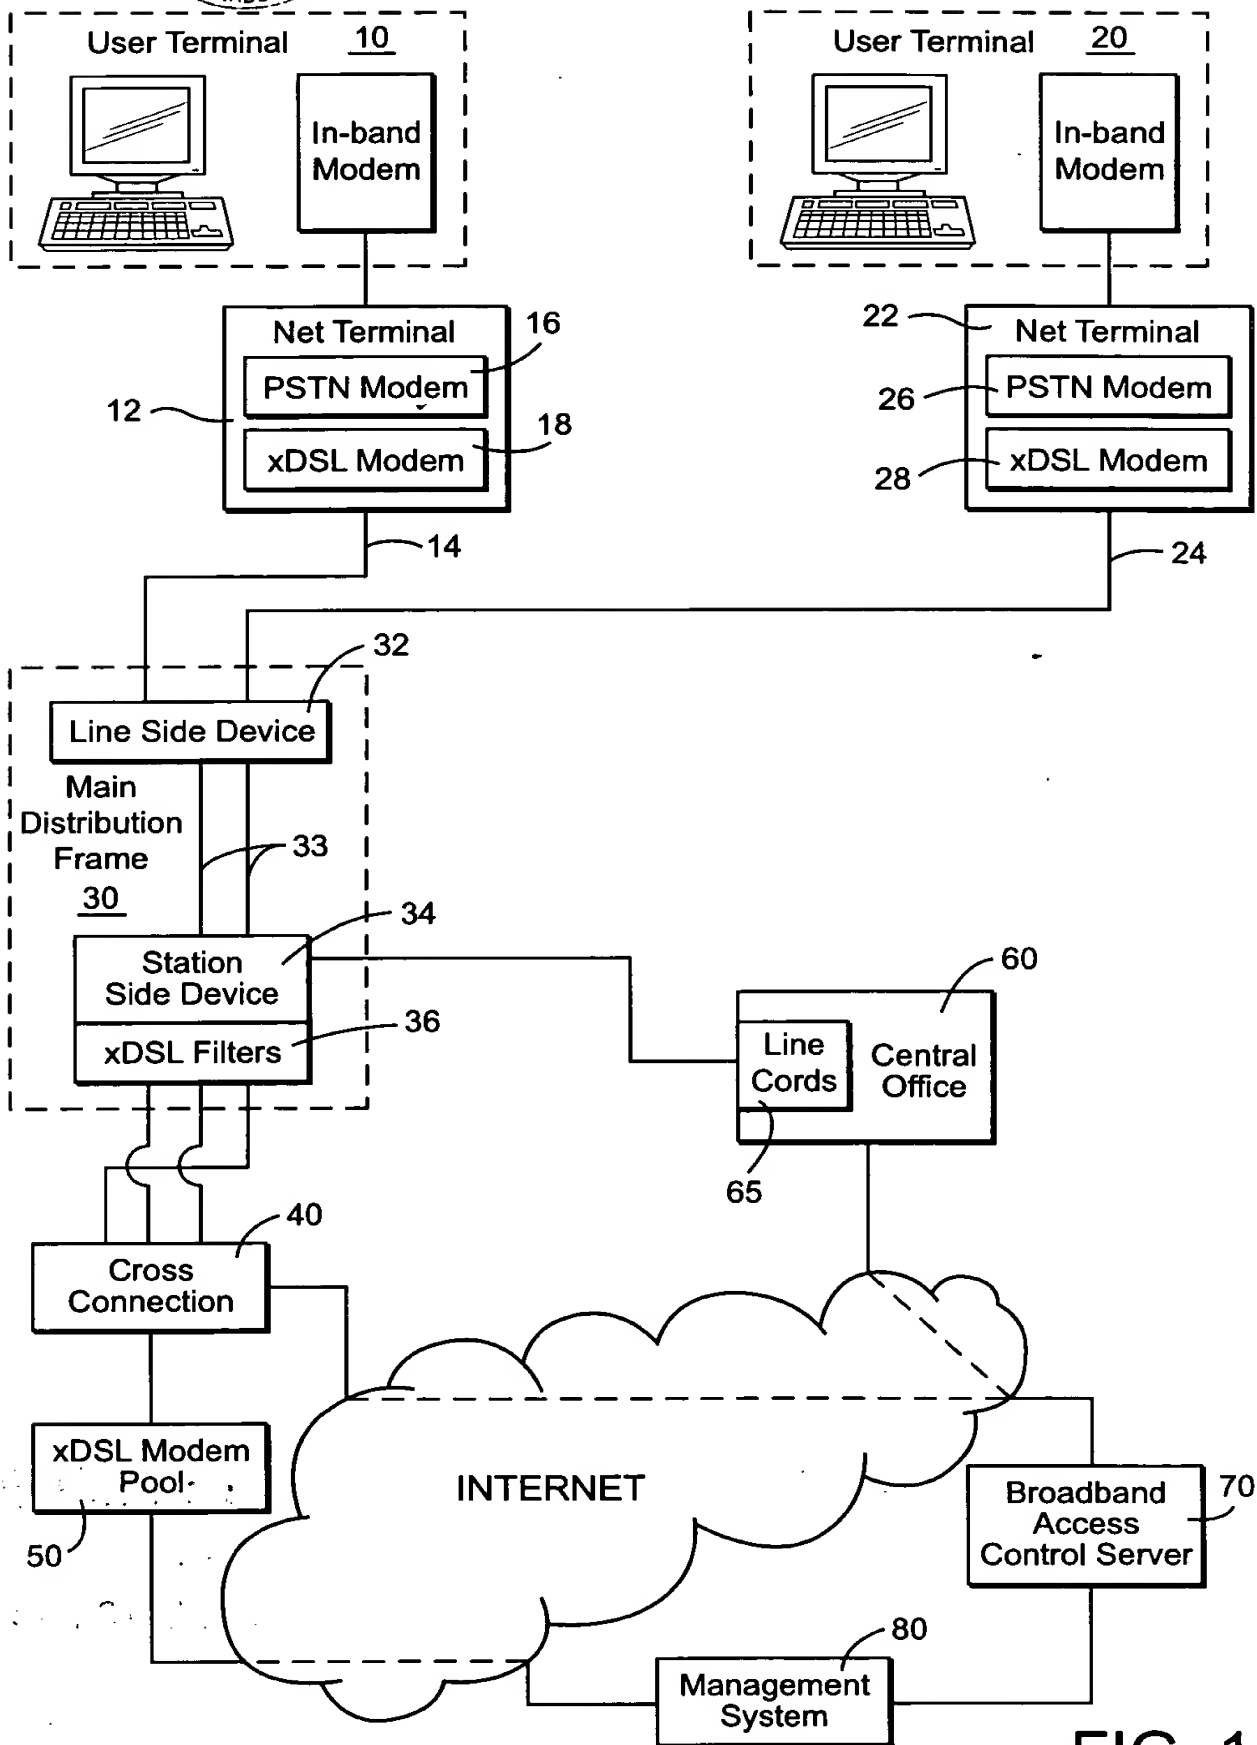 User Terminal 10
User Terminal 20
In-band
Modem
In-band
Modem
Net Terminal
16
PSTN Modem
12
18
xDSL Modem
22
Net Terminal
26
PSTN Modem
28
xDSL Modem
14
24
32
Line Side Device
Main
Distribution
Frame
30
33
34
Station
Side Device
36
xDSL Filters
60
Line
Cords
Central
Office
65
40
Cross
Connection
xDSL Modem
Pool
50
INTERNET
Broadband
Access
Control Server
70
80
Management
System
FIG. 1